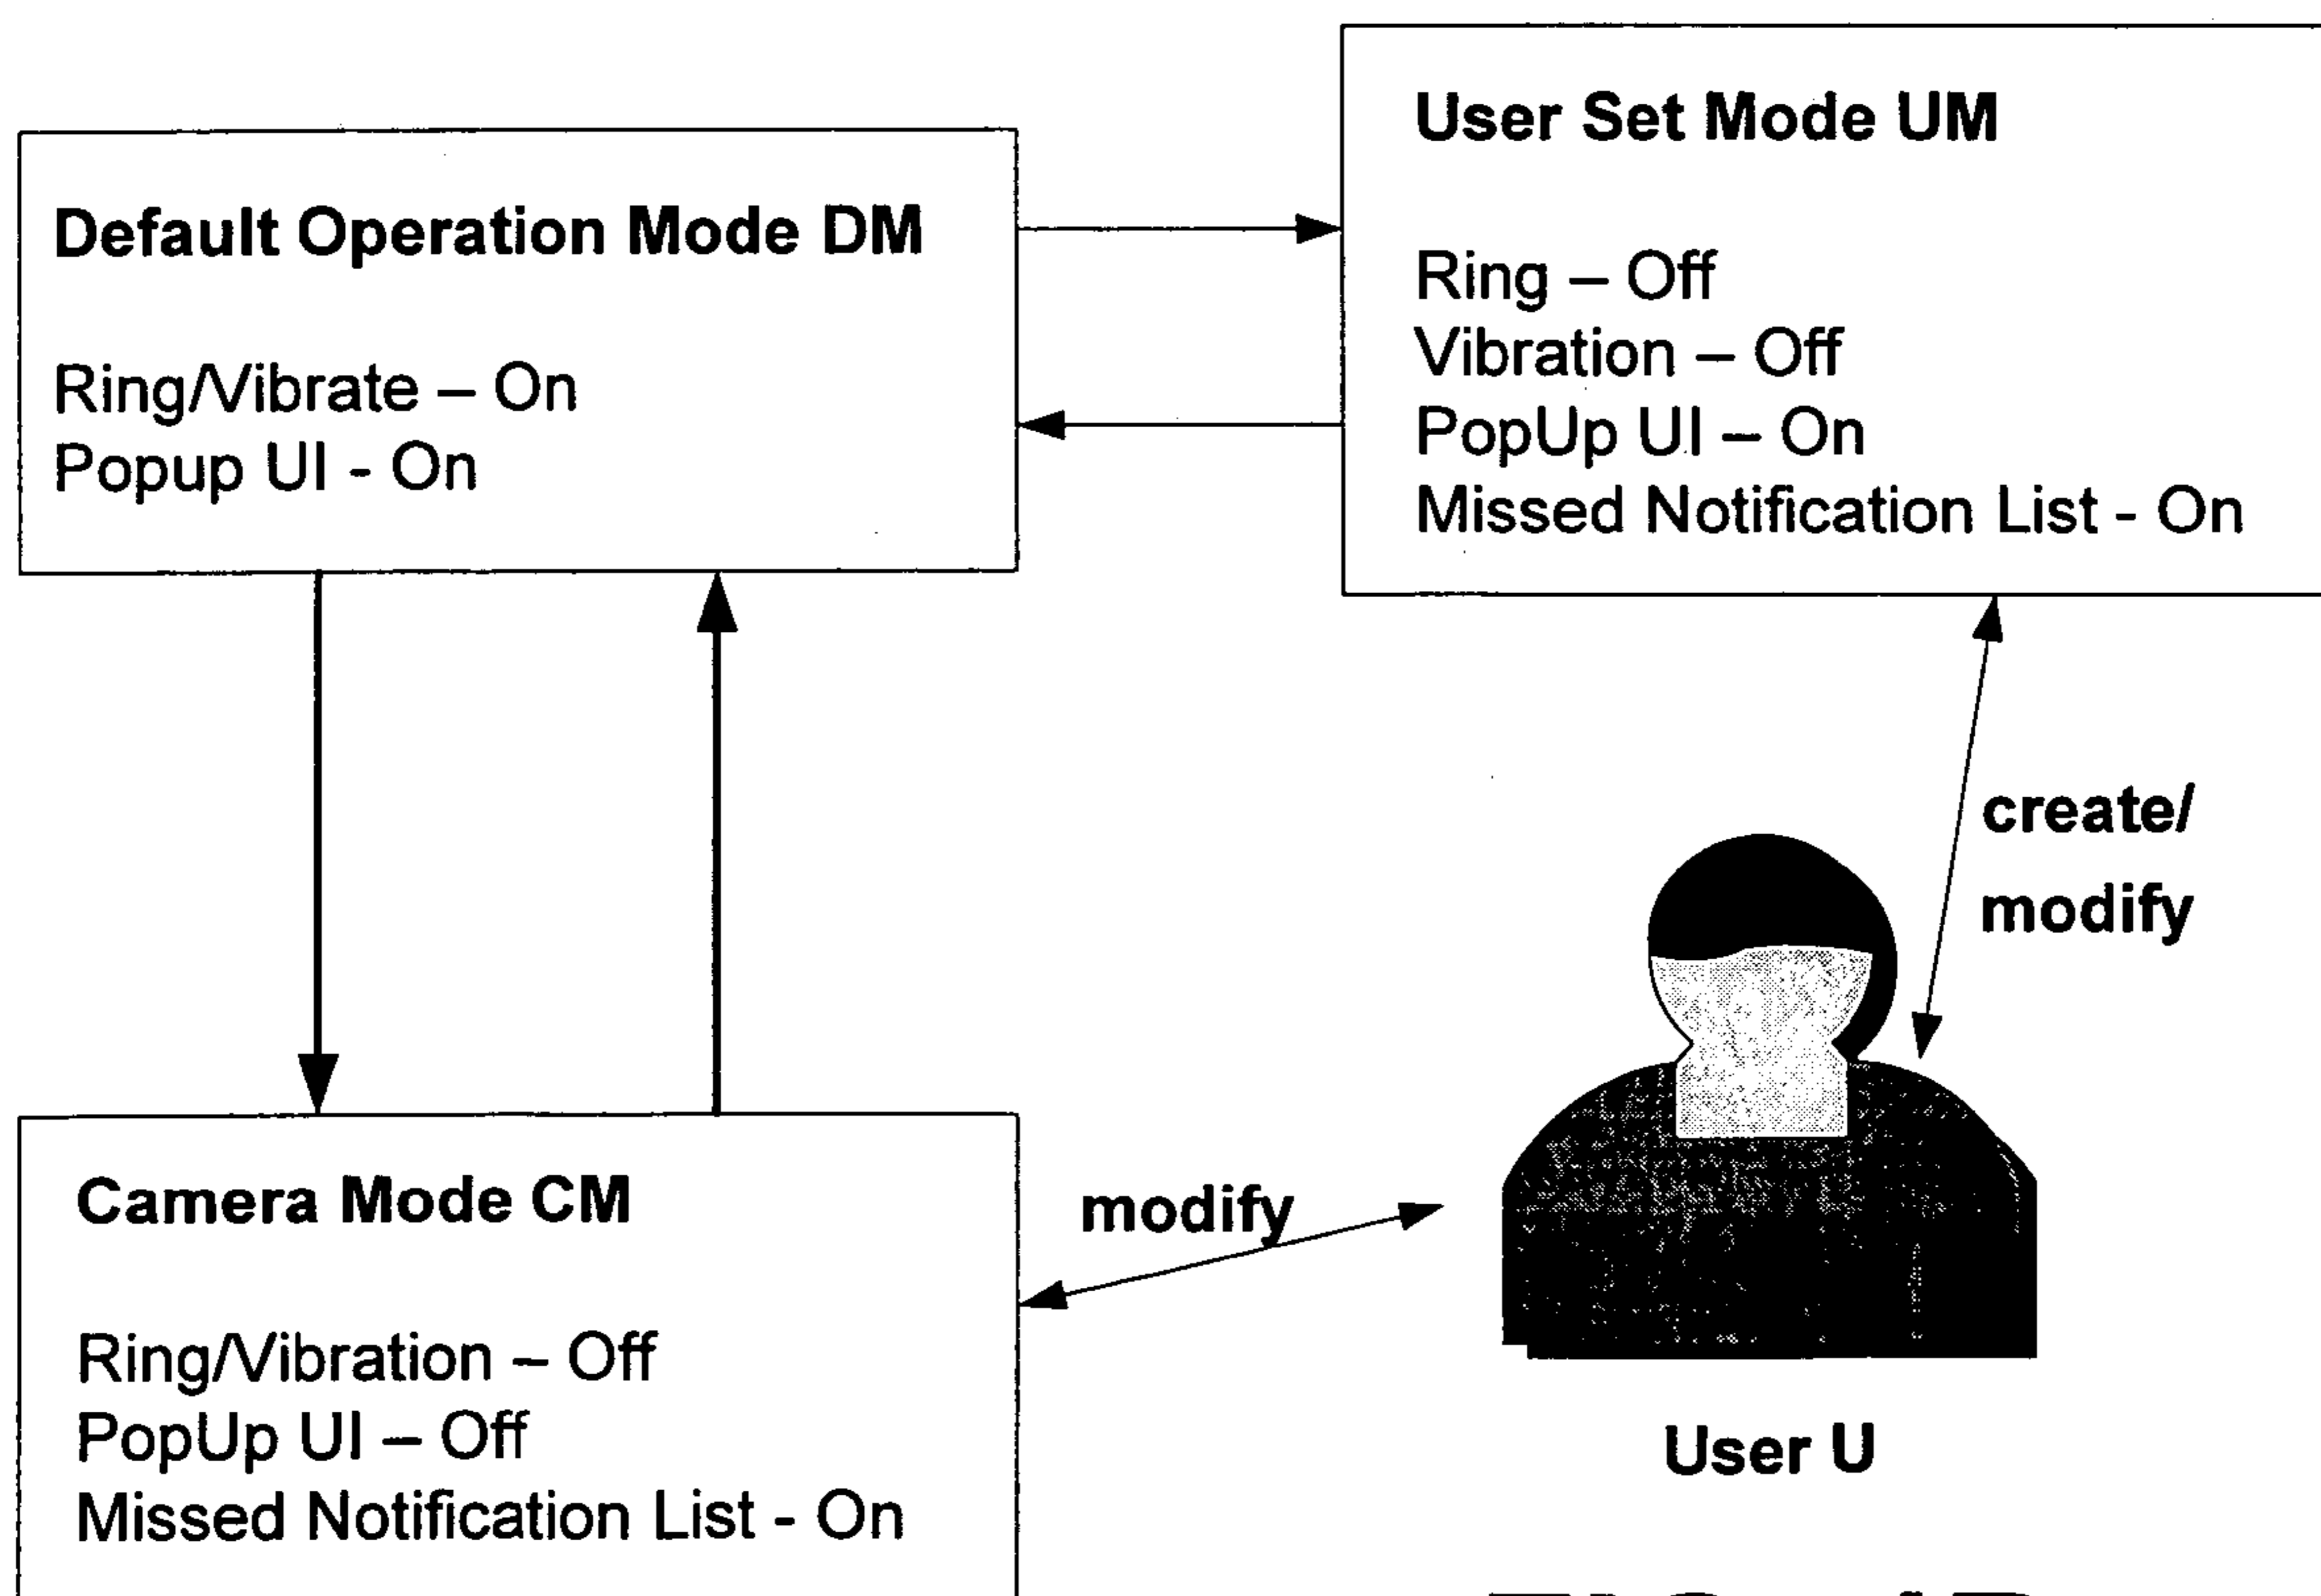 Default Operation Mode DM
Ring/Vibrate – On
Popup UI - On
User Set Mode UM
Ring – Off
Vibration – Off
PopUp UI – On
Missed Notification List - On
create/
modify
Camera Mode CM
Ring/Vibration – Off
PopUp UI – Off
Missed Notification List - On
modify
User U